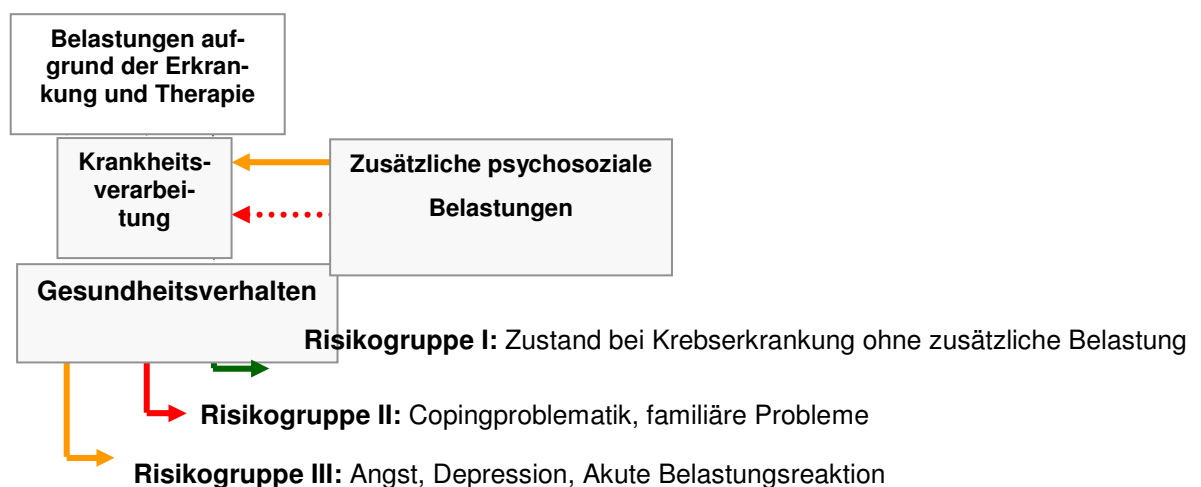 Belastungen auf-
grund der Erkran-
kung und Therapie
Krankheits-
verarbei-
tung
Zusätzliche psychosoziale
Belastungen
Gesundheitsverhalten
Risikogruppe I: Zustand bei Krebserkrankung ohne zusätzliche Belastung
Risikogruppe II: Copingproblematik, familiäre Probleme
Risikogruppe III: Angst, Depression, Akute Belastungsreaktion